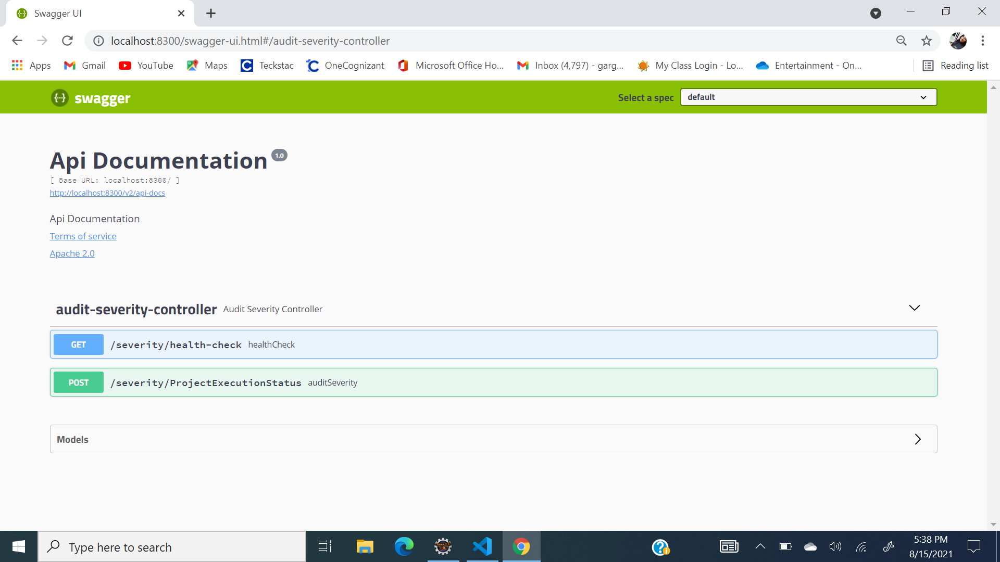 Swagger UI
localhost:8300/swagger-ui.html#/audit-severity-controller
Apps Gmail YouTube Maps Teckstac OneCognizant Microsoft Office Ho... Inbox (4,797) - garg... My Class Login - Lo... Entertainment - On... Reading list
swagger Select a spec default
Api Documentation 1.0
[ Base URL: localhost:8300/ ]
http://localhost:8300/v2/api-docs
Api Documentation
Terms of service
Apache 2.0
audit-severity-controller Audit Severity Controller
GET /severity/health-check healthCheck
POST /severity/ProjectExecutionStatus auditSeverity
Models
Type here to search
5:38 PM
8/15/2021